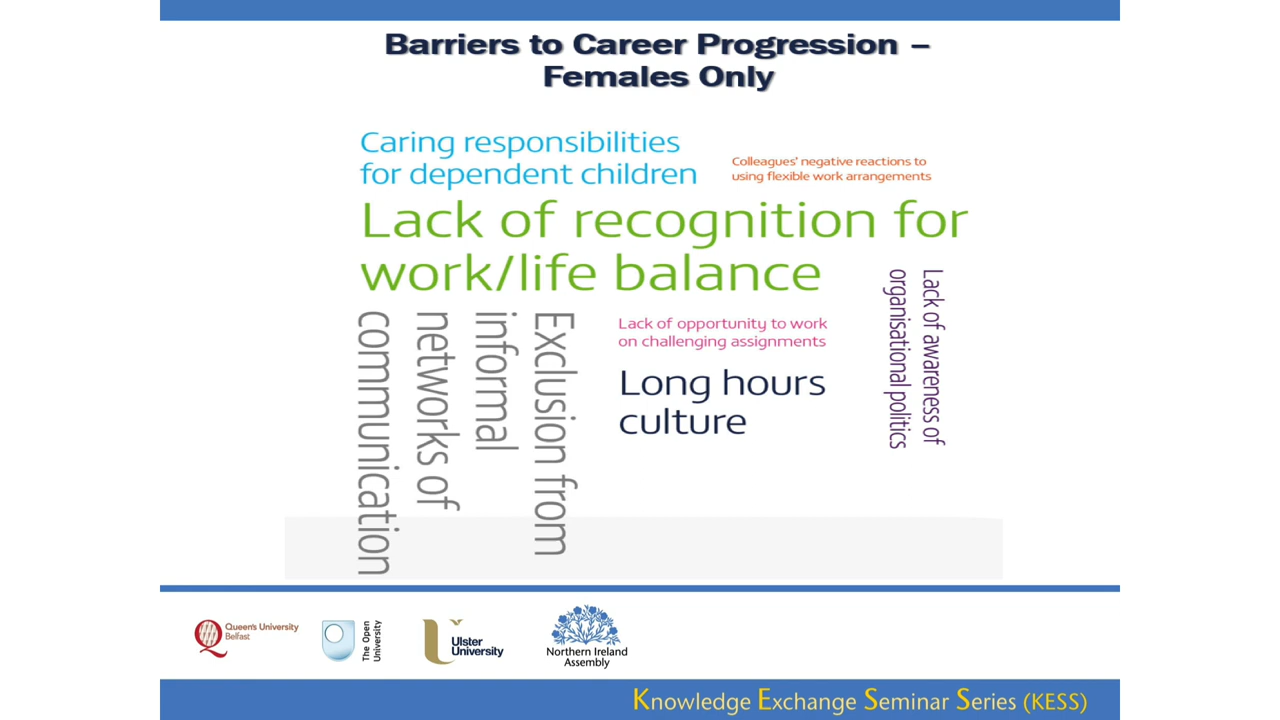 Barriers to Career Progression –
Females Only
Caring responsibilities
for dependent children
Colleagues' negative reactions to
using flexible work arrangements
Lack of recognition for
work/life balance
Exclusion from
informal
networks of
communication
Lack of opportunity to work
on challenging assignments
Long hours
culture
Lack of awareness of
organisational politics
Queen's University
Belfast
The Open
University
Ulster
University
Northern Ireland
Assembly
Knowledge Exchange Seminar Series (KESS)